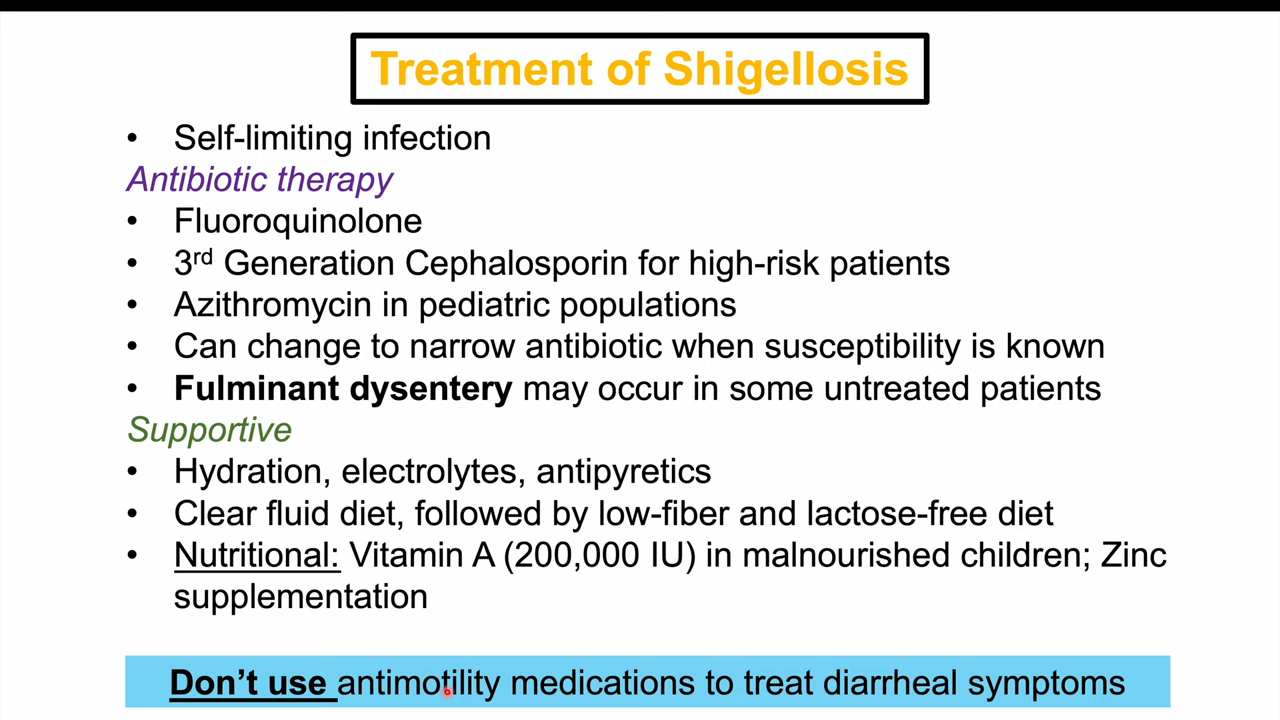 Treatment of Shigellosis
• Self-limiting infection
Antibiotic therapy
• Fluoroquinolone
• 3rd Generation Cephalosporin for high-risk patients
• Azithromycin in pediatric populations
• Can change to narrow antibiotic when susceptibility is known
• Fulminant dysentery may occur in some untreated patients
Supportive
• Hydration, electrolytes, antipyretics
• Clear fluid diet, followed by low-fiber and lactose-free diet
• Nutritional: Vitamin A (200,000 IU) in malnourished children; Zinc
supplementation
Don’t use antimotility medications to treat diarrheal symptoms